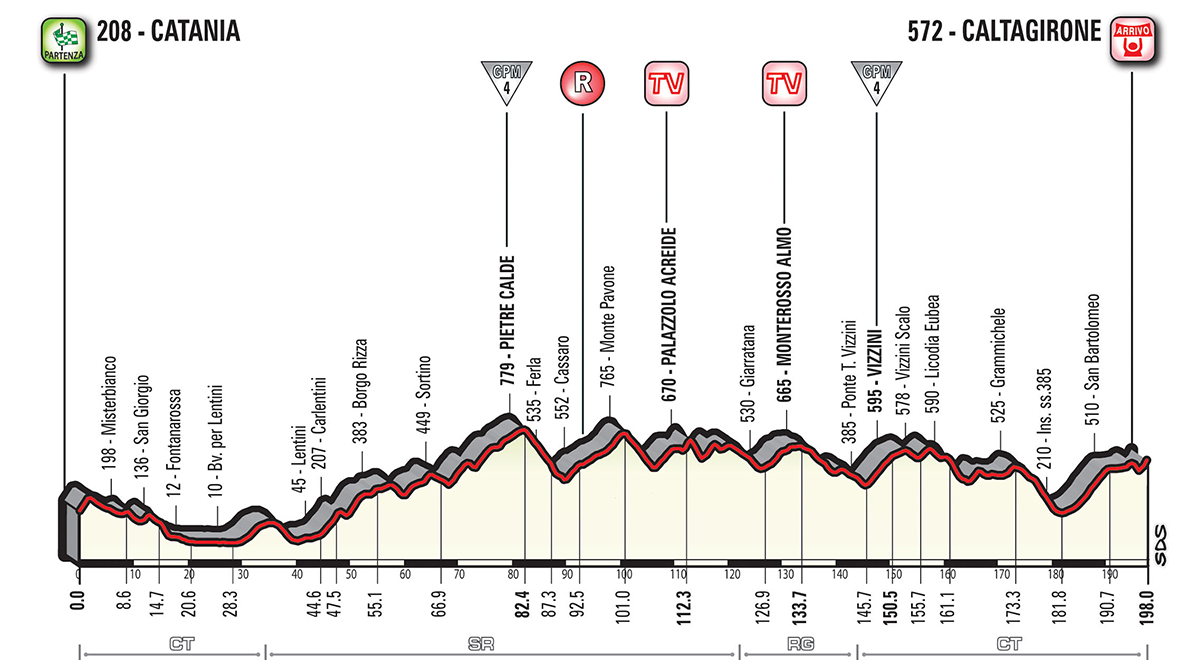 208 - CATANIA
572 - CALTAGIRONE
PARTENZA
ARRIVO
GPM
4
R
TV
TV
GPM
4
198 - Misterbianco
136 - San Giorgio
12 - Fontanarossa
10 - Bv. per Lentini
45 - Lentini
207 - Carlentini
383 - Borgo Rizza
449 - Sortino
779 - PIETRE CALDE
535 - Ferla
552 - Cassaro
765 - Monte Pavone
670 - PALAZZOLO ACREIDE
530 - Giarratana
665 - MONTEROSSO ALMO
385 - Ponte T. Vizzini
595 - VIZZINI
578 - Vizzini Scalo
590 - Licodia Eubea
525 - Grammichele
210 - Ins. ss.385
510 - San Bartolomeo
SDS
0 10 20 30 40 50 60 70 80 90 100 110 120 130 140 150 160 170 180 190
0.0 8.6 14.7 20.6 28.3 44.6 47.5 55.1 66.9 82.4 87.3 92.5 101.0 112.3 126.9 133.7 145.7 150.5 155.7 161.1 173.3 181.8 190.7 198.0
CT SR RG CT